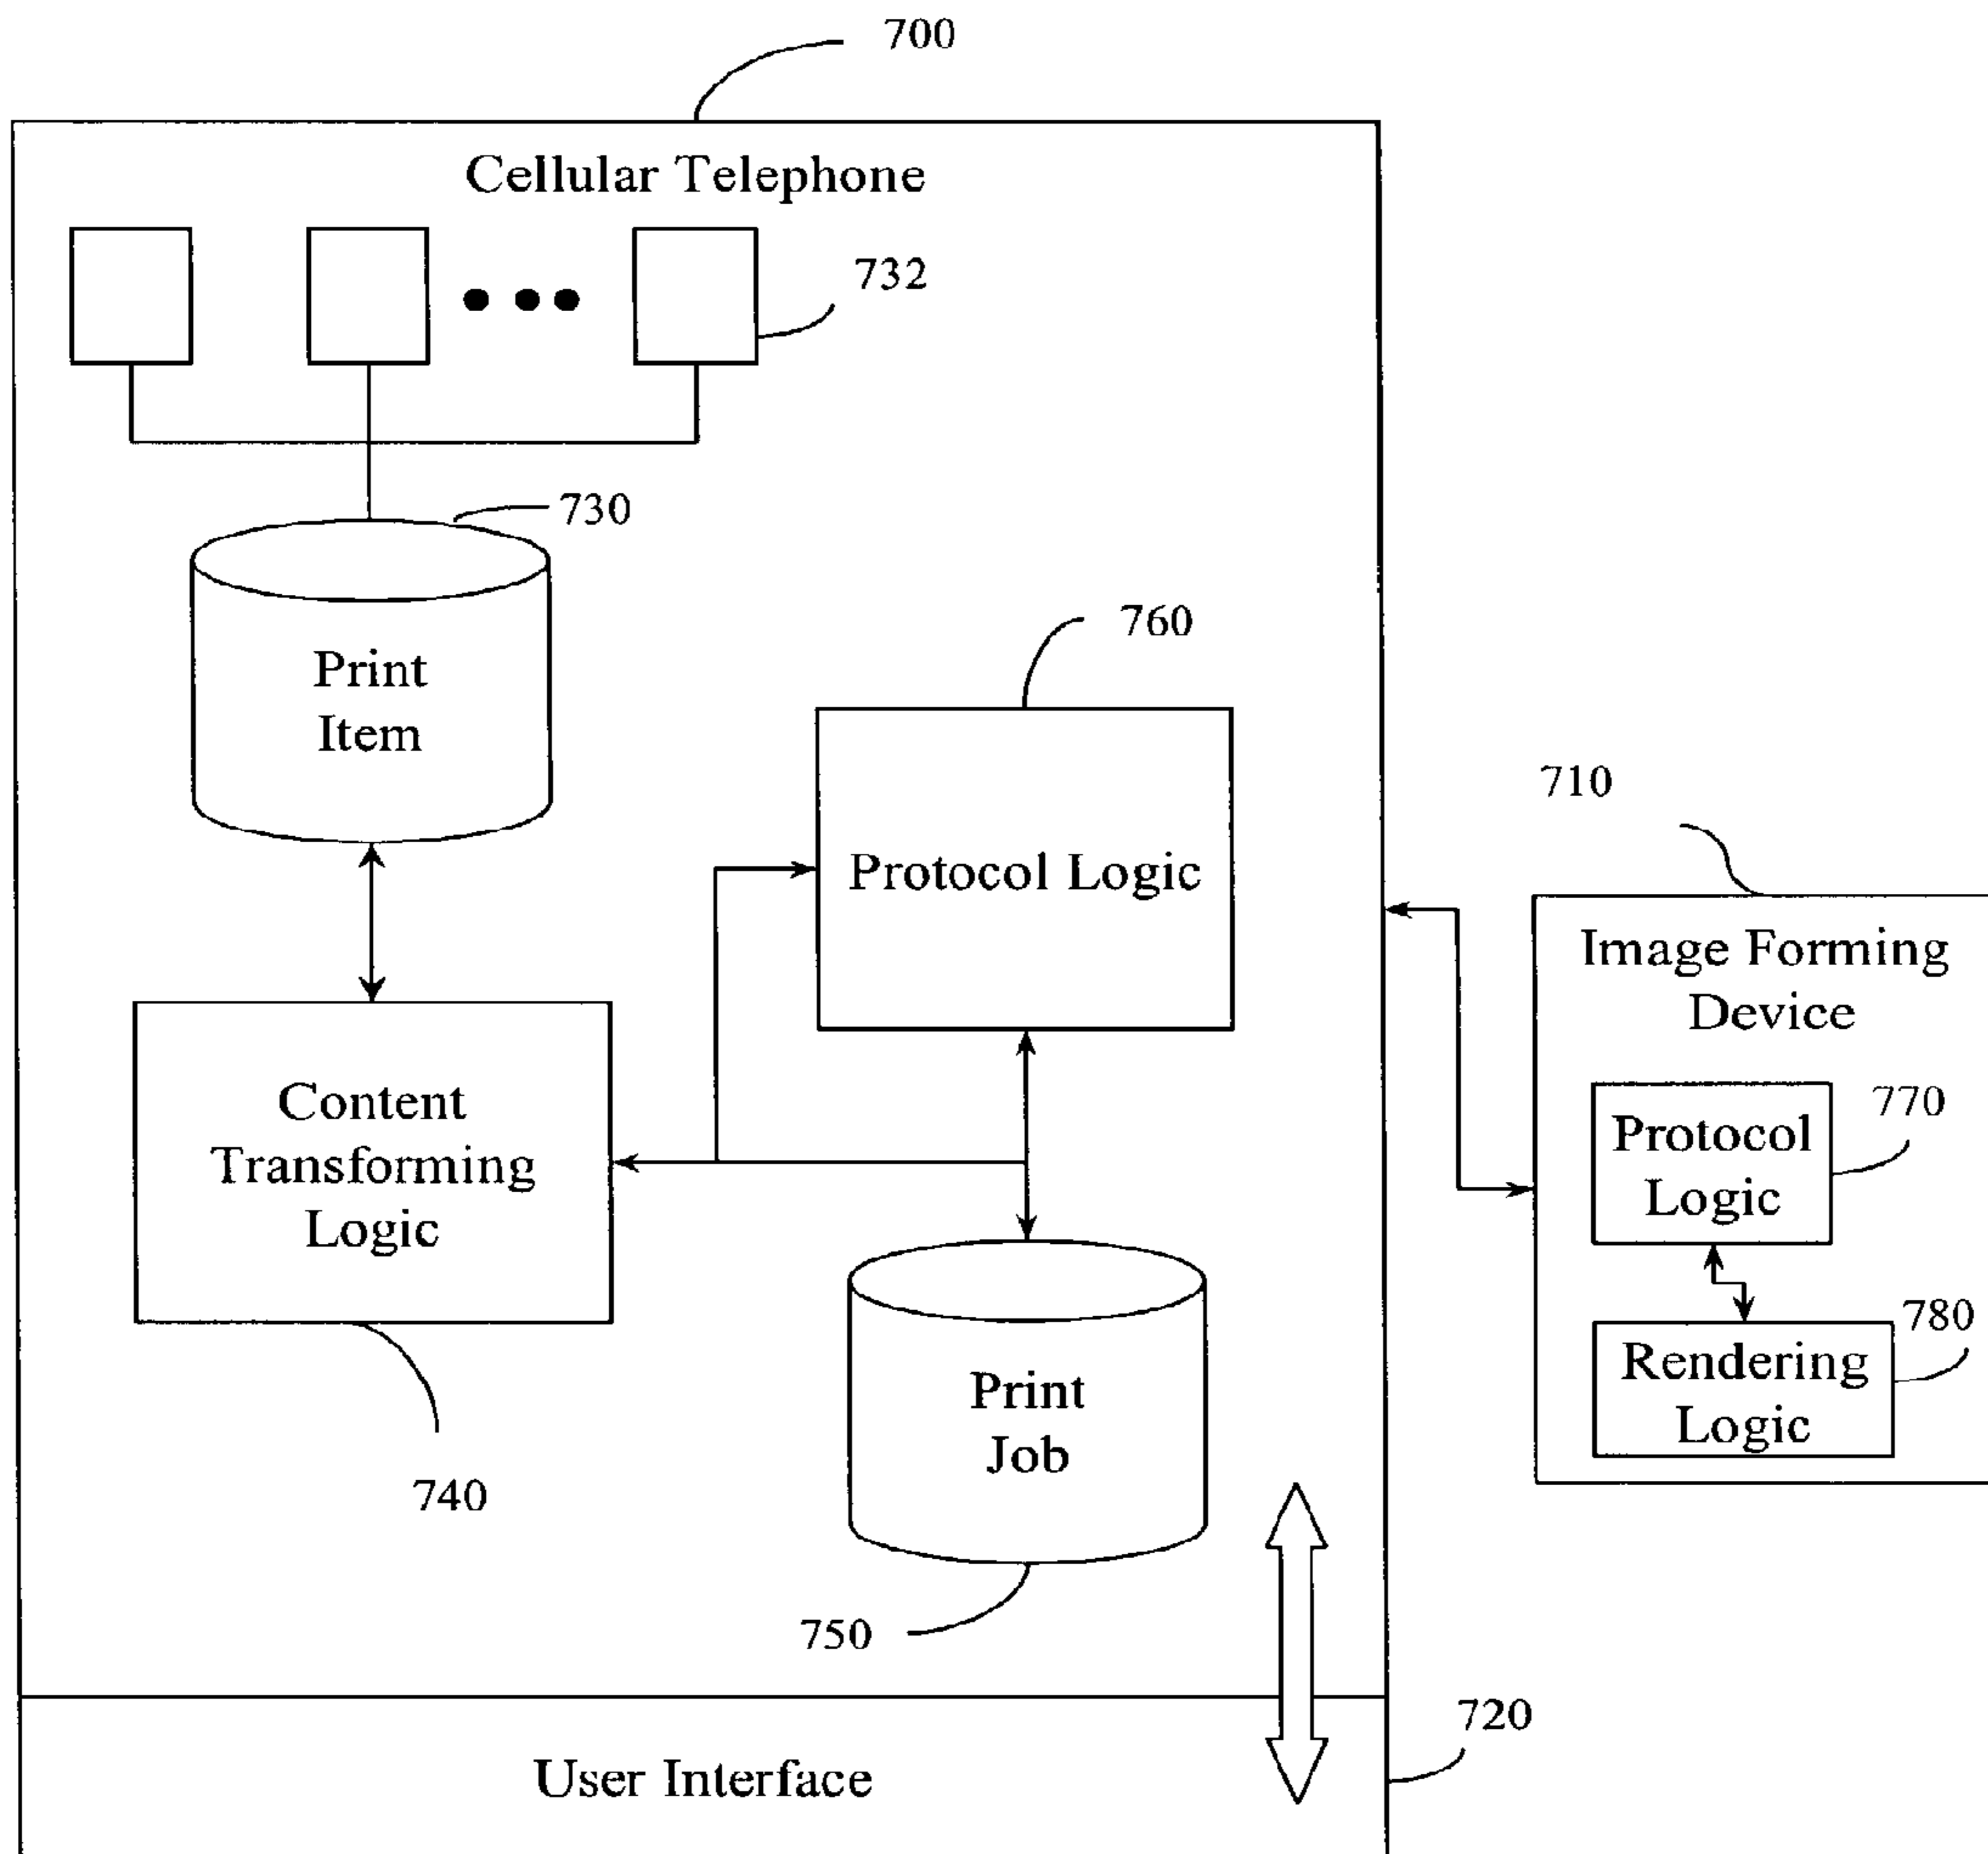 700
Cellular Telephone
732
730
Print
Item
760
Protocol Logic
710
Image Forming
Device
Content
Transforming
Logic
770
Protocol
Logic
780
Rendering
Logic
Print
Job
740
750
720
User Interface